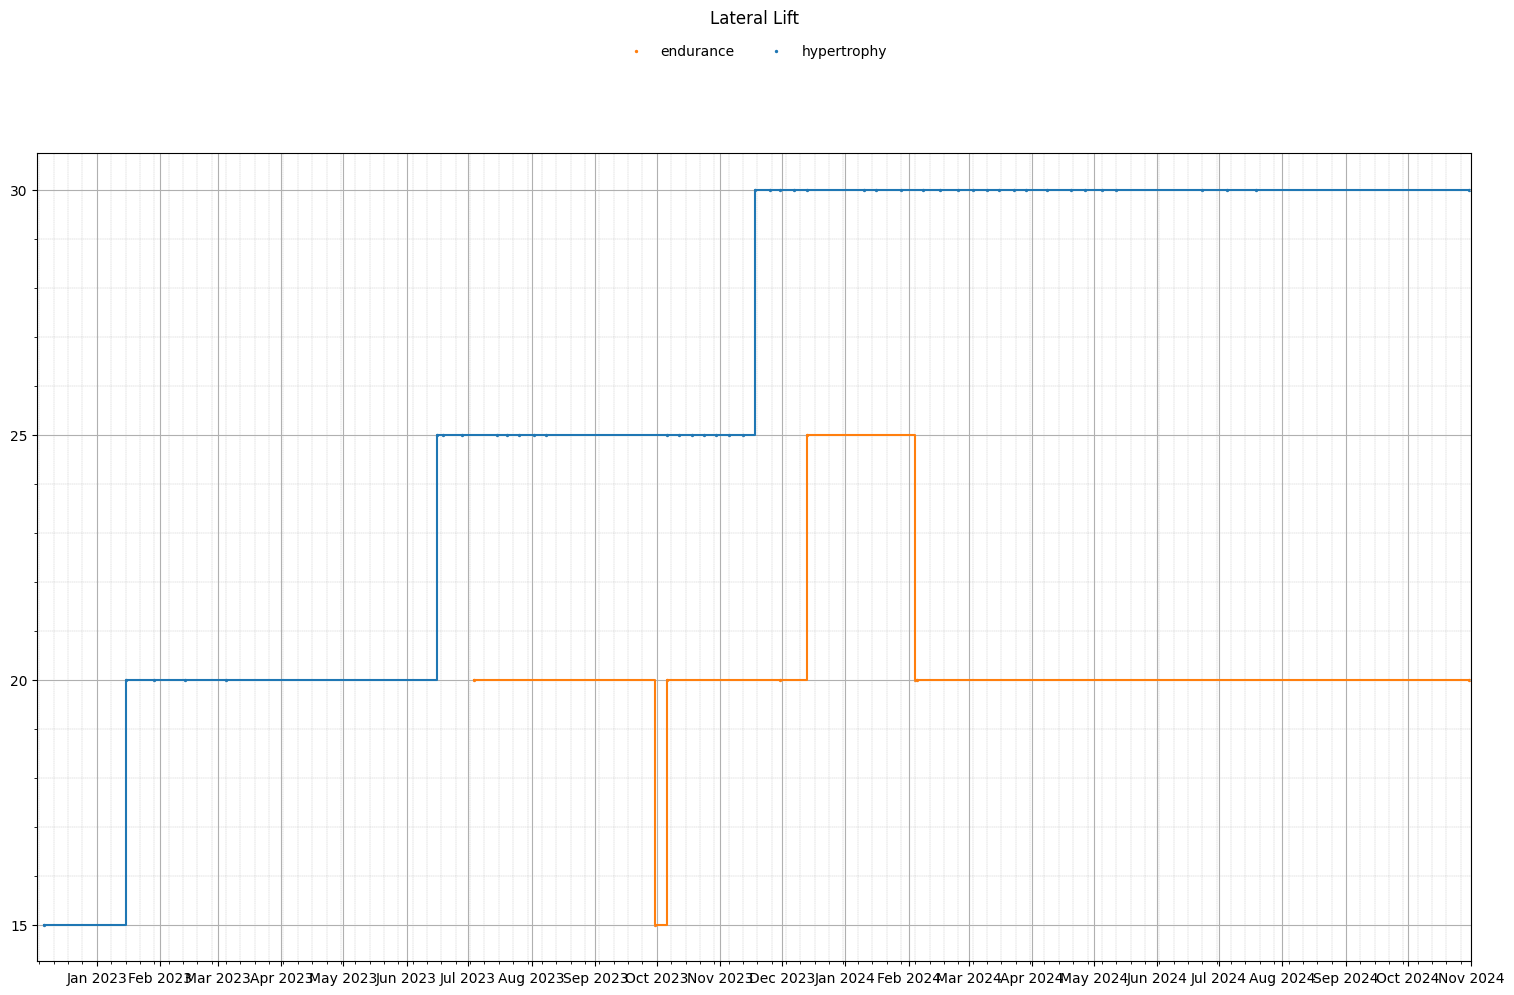 Lateral Lift
endurance hypertrophy
30
25
20
15
Jan 2023 Feb 2023 Mar 2023 Apr 2023 May 2023 Jun 2023 Jul 2023 Aug 2023 Sep 2023 Oct 2023 Nov 2023 Dec 2023 Jan 2024 Feb 2024 Mar 2024 Apr 2024 May 2024 Jun 2024 Jul 2024 Aug 2024 Sep 2024 Oct 2024 Nov 2024